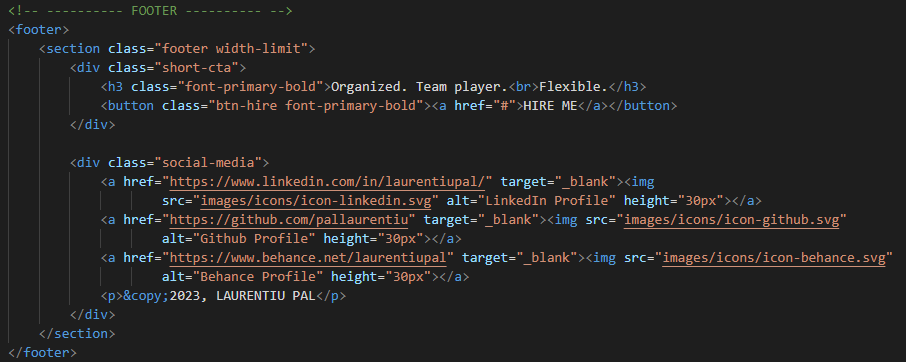 <!-- ---------- FOOTER ---------- -->
<footer>
<section class="footer width-limit">
<div class="short-cta">
<h3 class="font-primary-bold">Organized. Team player.<br>Flexible.</h3>
<button class="btn-hire font-primary-bold"><a href="#">HIRE ME</a></button>
</div>
<div class="social-media">
<a href="https://www.linkedin.com/in/laurentiupal/" target="_blank"><img
src="images/icons/icon-linkedin.svg" alt="LinkedIn Profile" height="30px"></a>
<a href="https://github.com/pallaurentiu" target="_blank"><img src="images/icons/icon-github.svg"
alt="Github Profile" height="30px"></a>
<a href="https://www.behance.net/laurentiupal" target="_blank"><img src="images/icons/icon-behance.svg"
alt="Behance Profile" height="30px"></a>
<p>&copy;2023, LAURENTIU PAL</p>
</div>
</section>
</footer>